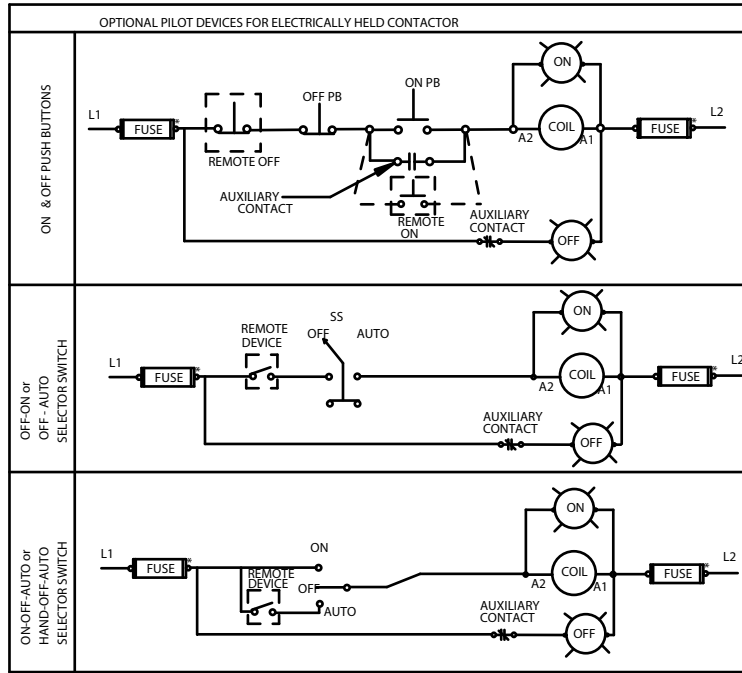 OPTIONAL PILOT DEVICES FOR ELECTRICALLY HELD CONTACTOR
ON & OFF PUSH BUTTONS
L1
FUSE
*
REMOTE OFF
OFF PB
ON PB
AUXILIARY
CONTACT
REMOTE
ON
AUXILIARY
CONTACT
ON
COIL
A2
A1
OFF
FUSE
*
L2
OFF-ON or
OFF - AUTO
SELECTOR SWITCH
L1
FUSE
*
REMOTE
DEVICE
SS
OFF
AUTO
AUXILIARY
CONTACT
ON
COIL
A2
A1
OFF
FUSE
*
L2
ON-OFF-AUTO or
HAND-OFF-AUTO
SELECTOR SWITCH
L1
FUSE
*
REMOTE
DEVICE
ON
OFF
AUTO
AUXILIARY
CONTACT
ON
COIL
A2
A1
OFF
FUSE
*
L2